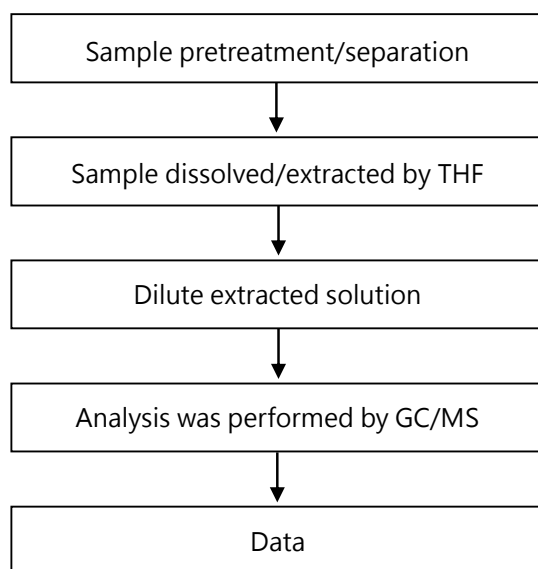 Sample pretreatment/separation
Sample dissolved/extracted by THF
Dilute extracted solution
Analysis was performed by GC/MS
Data